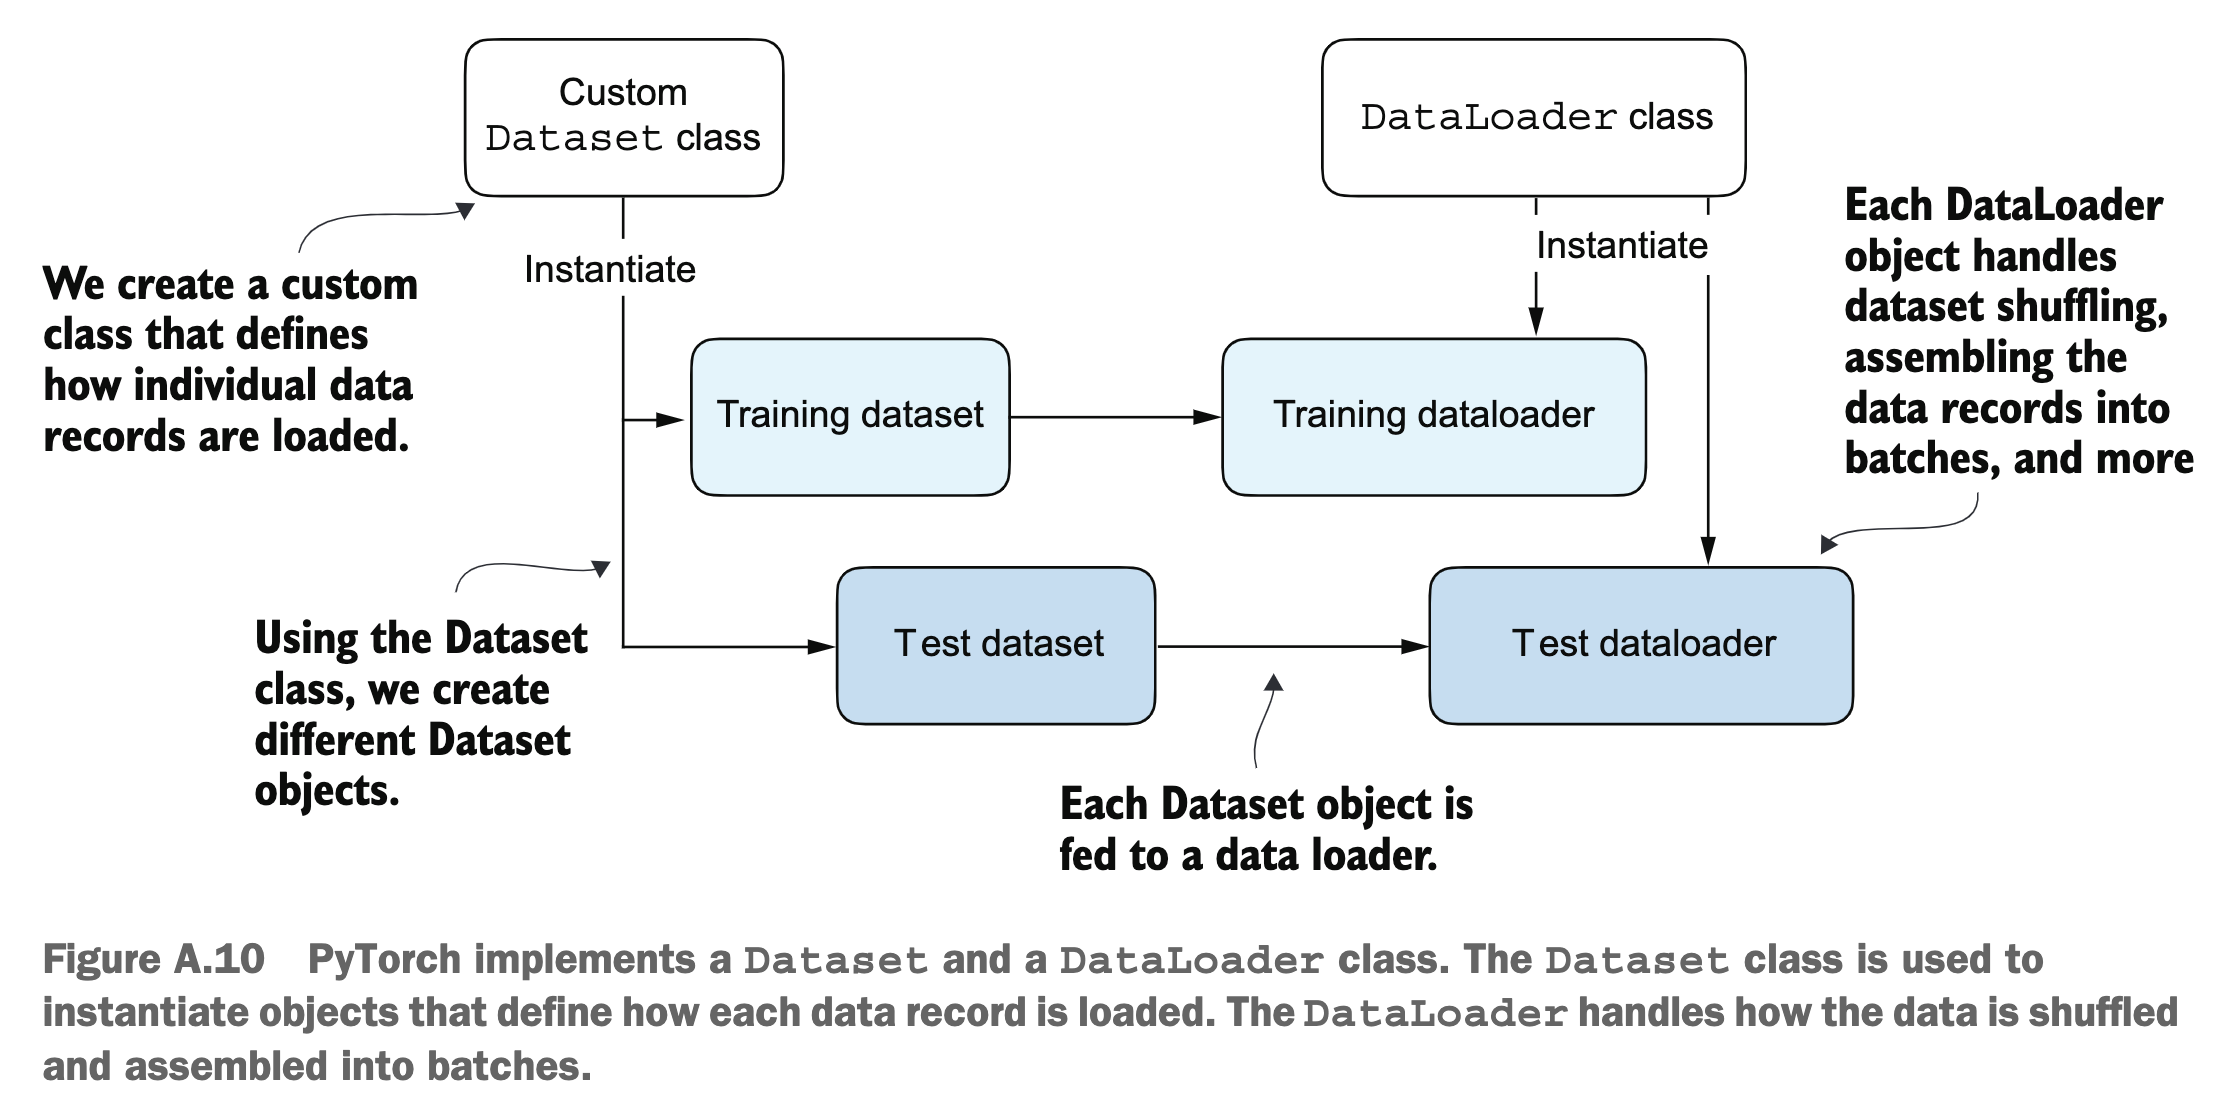 Custom
Dataset class
DataLoader class
Instantiate
Instantiate
We create a custom
class that defines
how individual data
records are loaded.
Each DataLoader
object handles
dataset shuffling,
assembling the
data records into
batches, and more
Training dataset
Training dataloader
Using the Dataset
class, we create
different Dataset
objects.
Test dataset
Test dataloader
Each Dataset object is
fed to a data loader.
Figure A.10 PyTorch implements a Dataset and a DataLoader class. The Dataset class is used to
instantiate objects that define how each data record is loaded. The DataLoader handles how the data is shuffled
and assembled into batches.